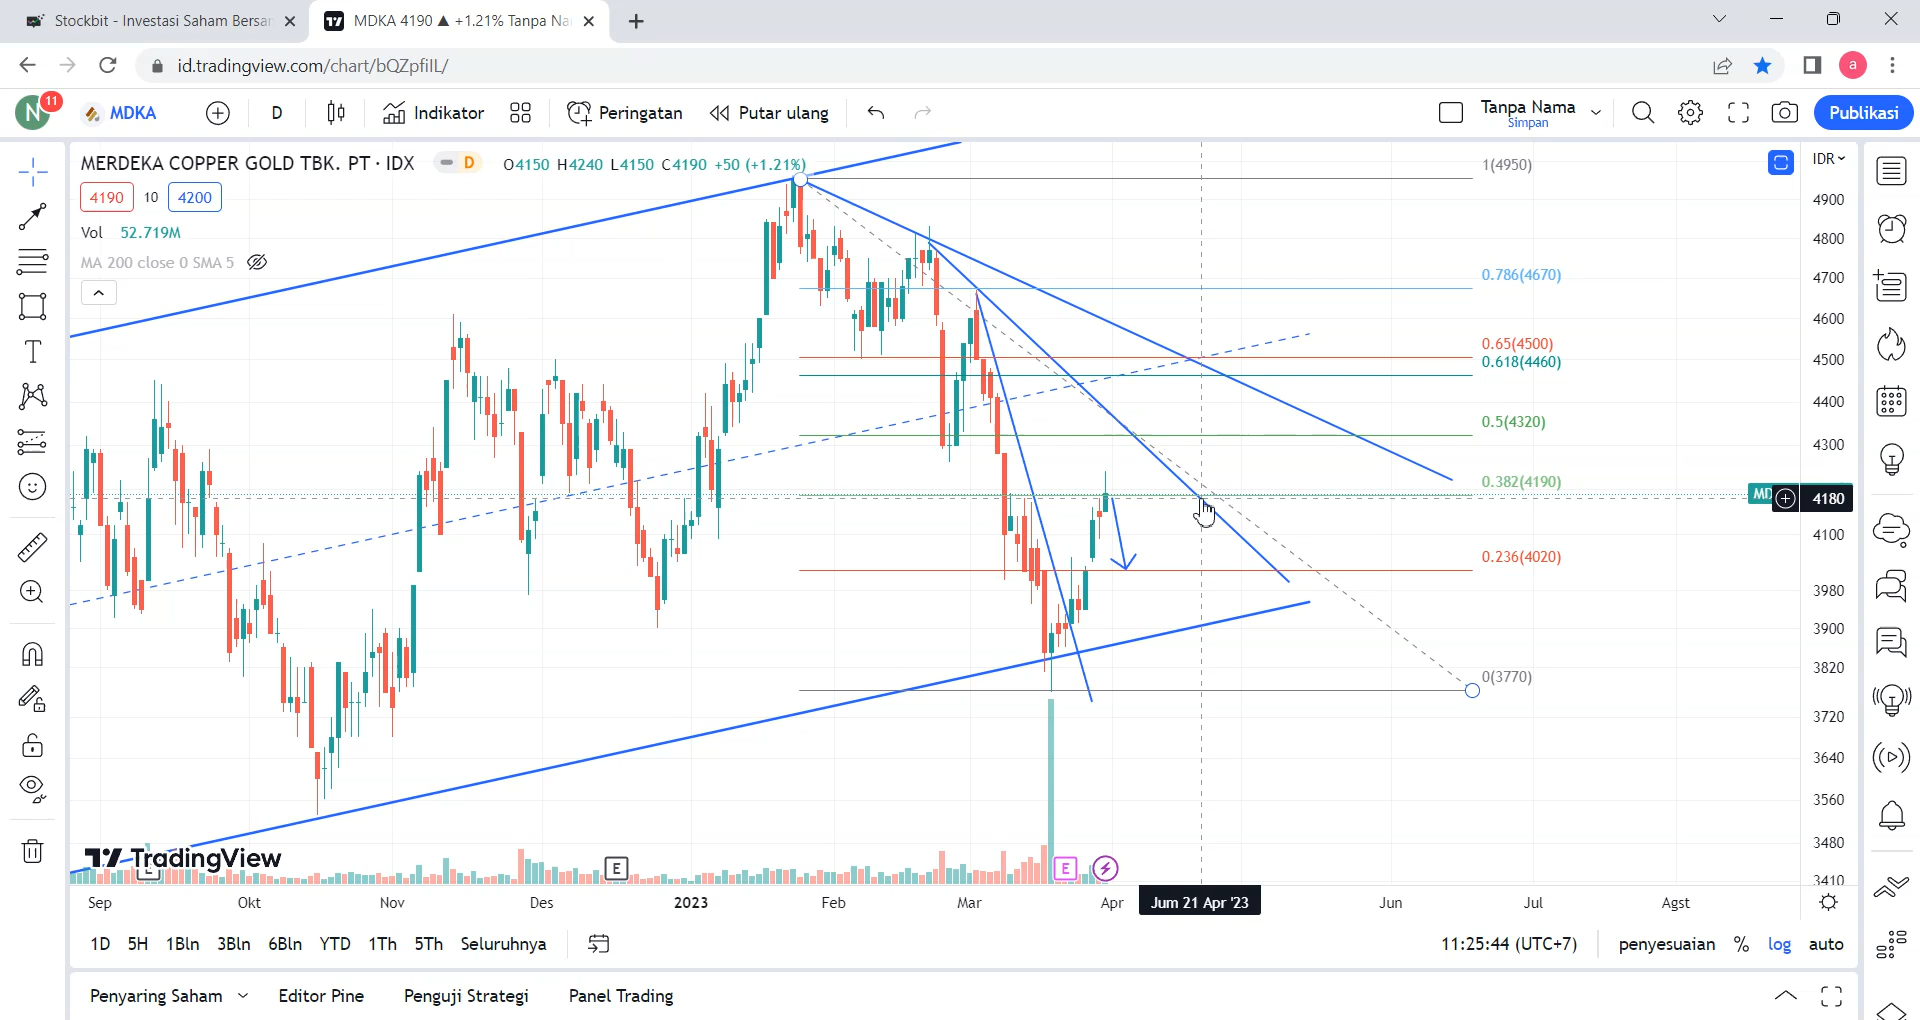 Stockbit - Investasi Saham Bersan
MDKA 4190 ▲ +1.21% Tanpa Na
id.tradingview.com/chart/bQZpfilL/
N
11
MDKA
D
Indikator
Peringatan
Putar ulang
Tanpa Nama
Simpan
Publikasi
a
MERDEKA COPPER GOLD TBK. PT · IDX
D
O4150 H4240 L4150 C4190 +50 (+1.21%)
4190
10
4200
Vol 52.719M
MA 200 close 0 SMA 5
1(4950)
0.786(4670)
0.65(4500)
0.618(4460)
0.5(4320)
0.382(4190)
0.236(4020)
0(3770)
IDR
4900
4800
4700
4600
4500
4400
4300
MD
4180
4100
3980
3900
3820
3720
3640
3560
3480
3410
TradingView
E
E
Sep
Okt
Nov
Des
2023
Feb
Mar
Apr
Jum 21 Apr '23
Jun
Jul
Agst
1D 5H 1Bln 3Bln 6Bln YTD 1Th 5Th Seluruhnya
11:25:44 (UTC+7)
penyesuaian % log auto
Penyaring Saham
Editor Pine
Penguji Strategi
Panel Trading